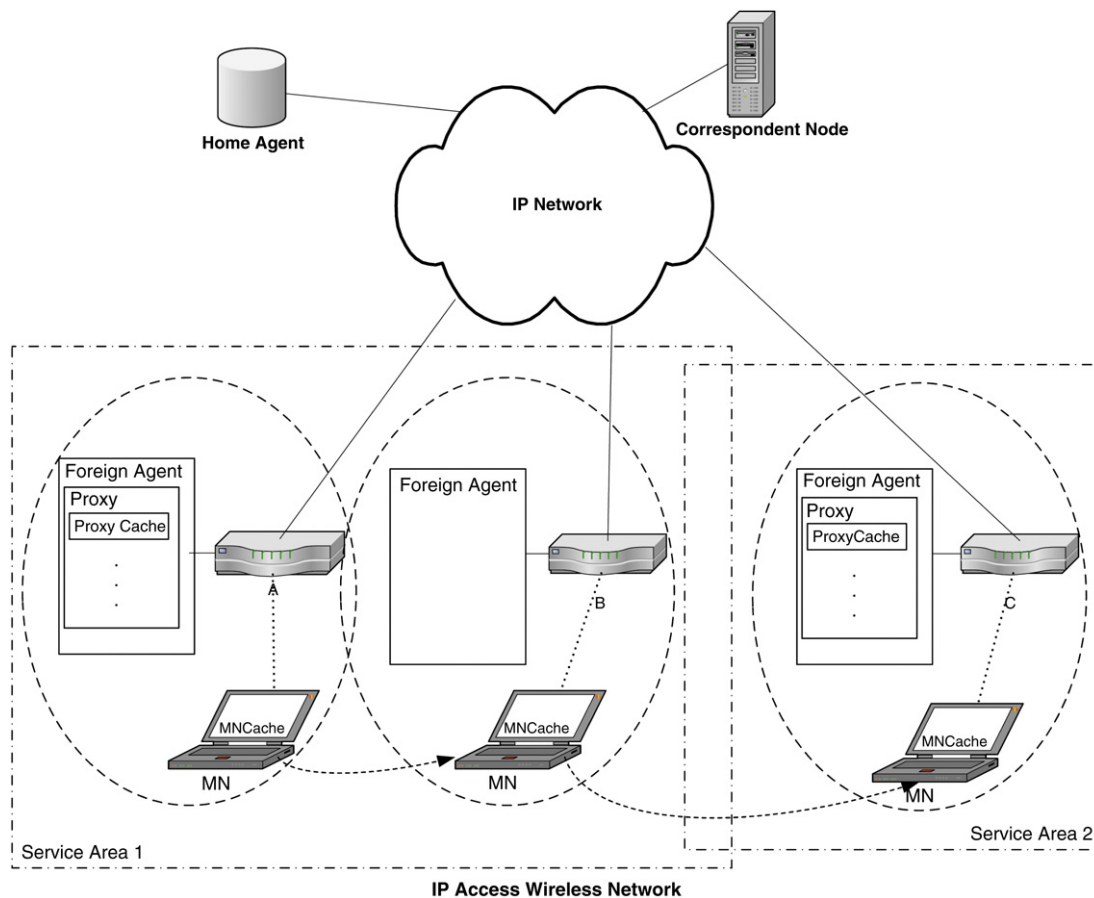 Home Agent
Correspondent Node
IP Network
Foreign Agent
Proxy
Proxy Cache
A
MNCache
MN
Foreign Agent
B
MNCache
MN
Foreign Agent
Proxy
ProxyCache
C
MNCache
MN
Service Area 1
Service Area 2
IP Access Wireless Network